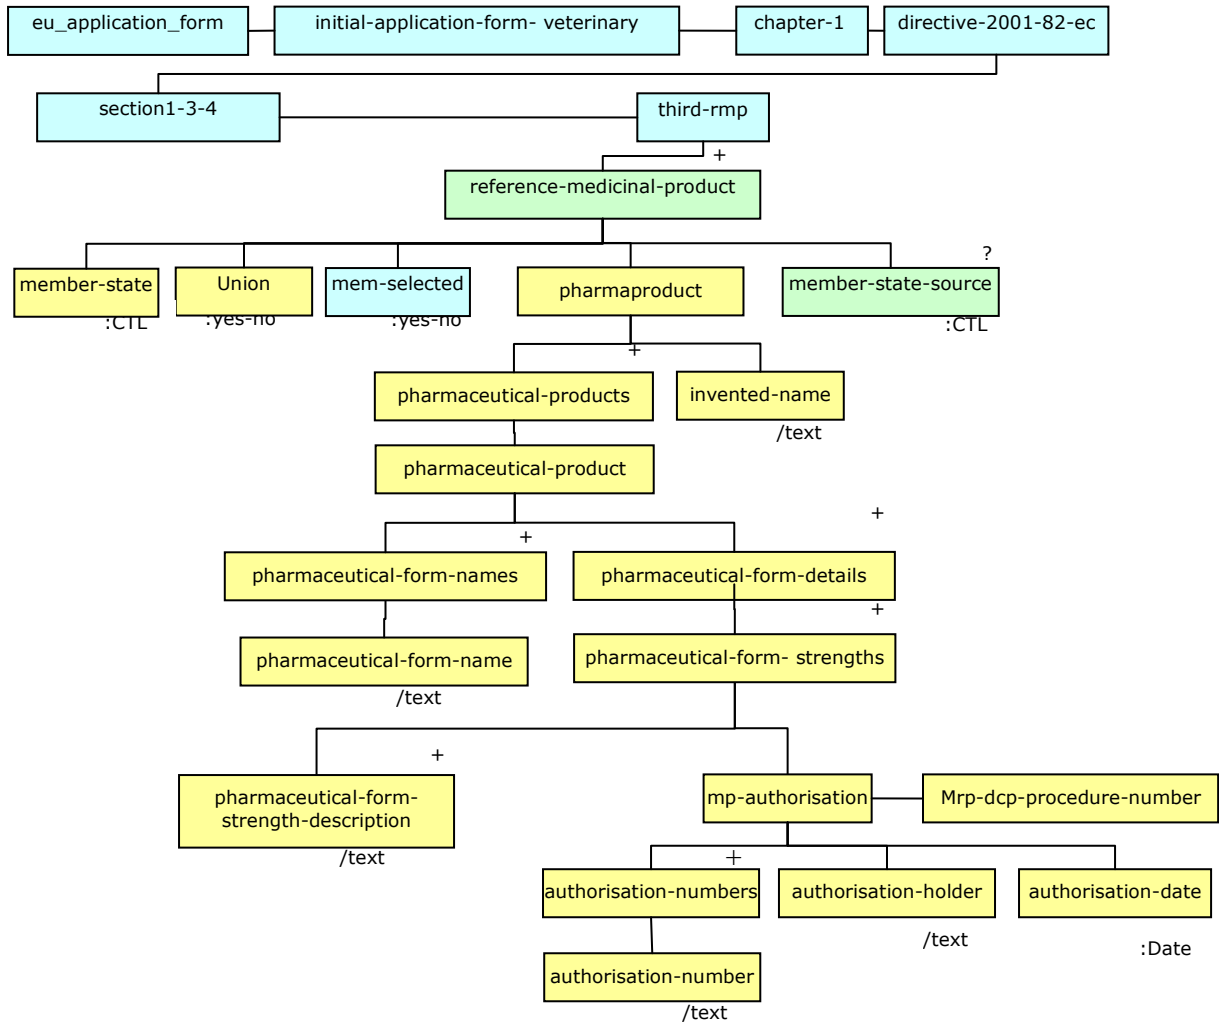 eu_application_form
initial-application-form- veterinary
chapter-1
directive-2001-82-ec
section1-3-4
third-rmp
+
reference-medicinal-product
?
member-state
Union
mem-selected
pharmaproduct
member-state-source
:CTL
:yes-no
:yes-no
:CTL
+
pharmaceutical-products
invented-name
/text
pharmaceutical-product
+
+
pharmaceutical-form-names
pharmaceutical-form-details
+
pharmaceutical-form-name
pharmaceutical-form- strengths
/text
+
pharmaceutical-form-
strength-description
/text
mp-authorisation
Mrp-dcp-procedure-number
+
authorisation-numbers
authorisation-holder
authorisation-date
/text
:Date
authorisation-number
/text